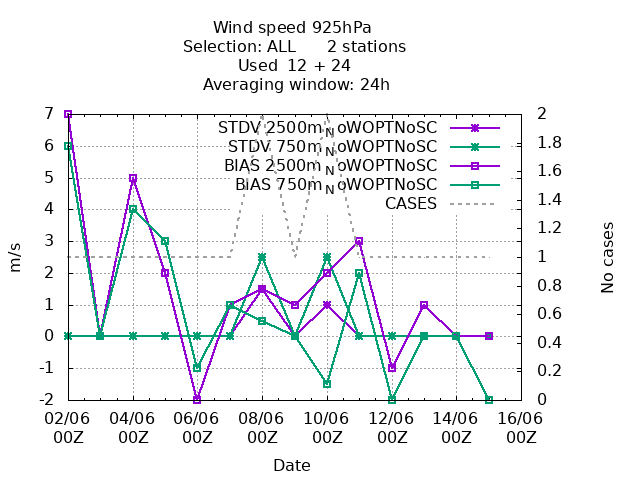 Wind speed 925hPa
Selection: ALL 2 stations
Used 12 + 24
Averaging window: 24h
STDV 2500m NoWOPTNoSC
STDV 750m NoWOPTNoSC
BIAS 2500m NoWOPTNoSC
BIAS 750m NoWOPTNoSC
CASES
7
6
5
4
3
2
1
0
-1
-2
m/s
2
1.8
1.6
1.4
1.2
1
0.8
0.6
0.4
0.2
0
No cases
02/06 04/06 06/06 08/06 10/06 12/06 14/06 16/06
00Z 00Z 00Z 00Z 00Z 00Z 00Z 00Z
Date